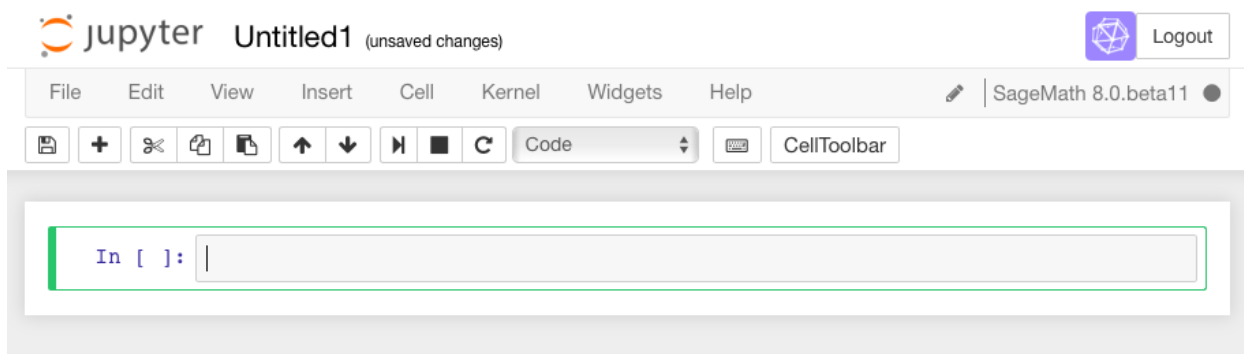 jupyter Untitled1 (unsaved changes) Logout
File Edit View Insert Cell Kernel Widgets Help SageMath 8.0.beta11
Code CellToolbar
In [ ]: